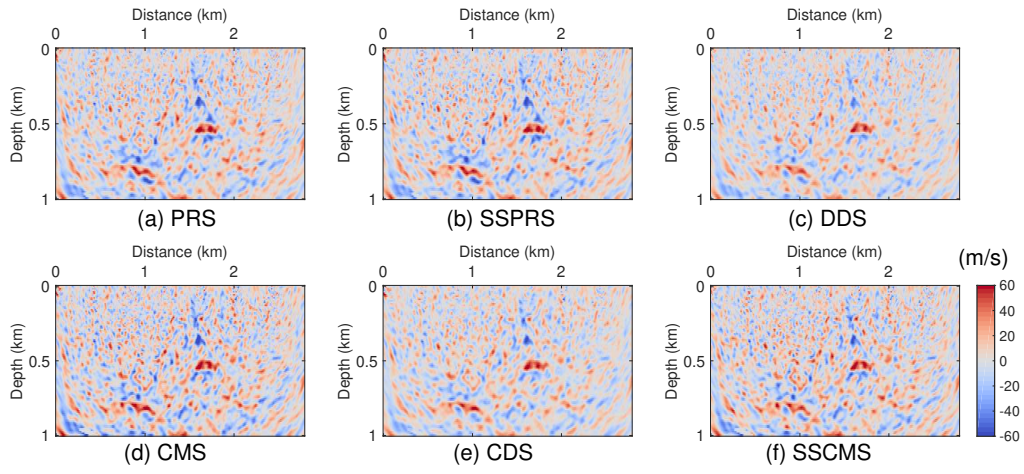 Distance (km) Distance (km) Distance (km)
0 1 2 0 1 2 0 1 2
0 0 0
Depth (km) Depth (km) Depth (km)
0.5 0.5 0.5
1 1 1
(a) PRS (b) SSPRS (c) DDS
Distance (km) Distance (km) Distance (km)
0 1 2 0 1 2 0 1 2 (m/s)
0 0 0 60
40
Depth (km) Depth (km) Depth (km) 20
0.5 0.5 0.5 0
-20
-40
1 1 1 -60
(d) CMS (e) CDS (f) SSCMS